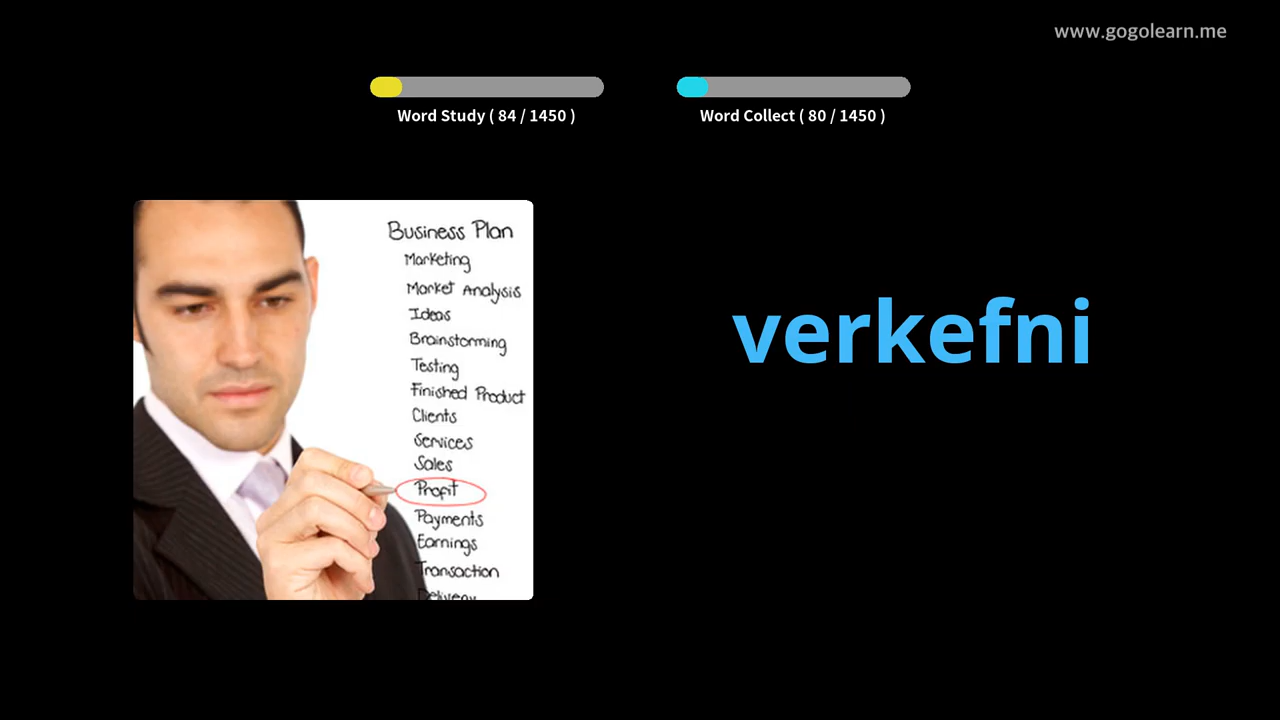 www.gogolearn.me
Word Study ( 84 / 1450 )
Word Collect ( 80 / 1450 )
Business Plan
Marketing
Market Analysis
Ideas
Brainstorming
Testing
Finished Product
Clients
Services
Sales
Profit
Payments
Earnings
Transaction
Delivery
verkefni